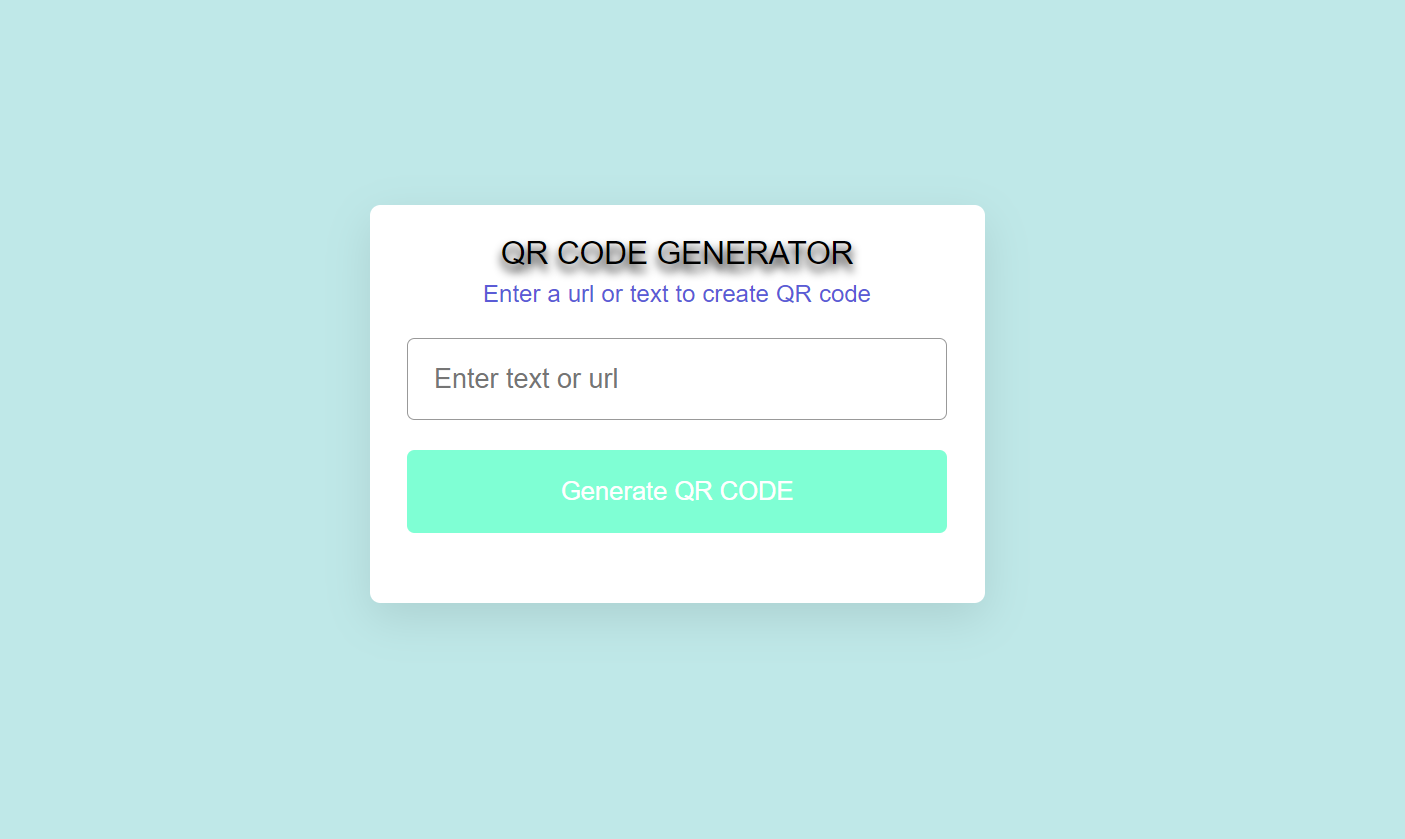 QR CODE GENERATOR
Enter a url or text to create QR code
Enter text or url
Generate QR CODE